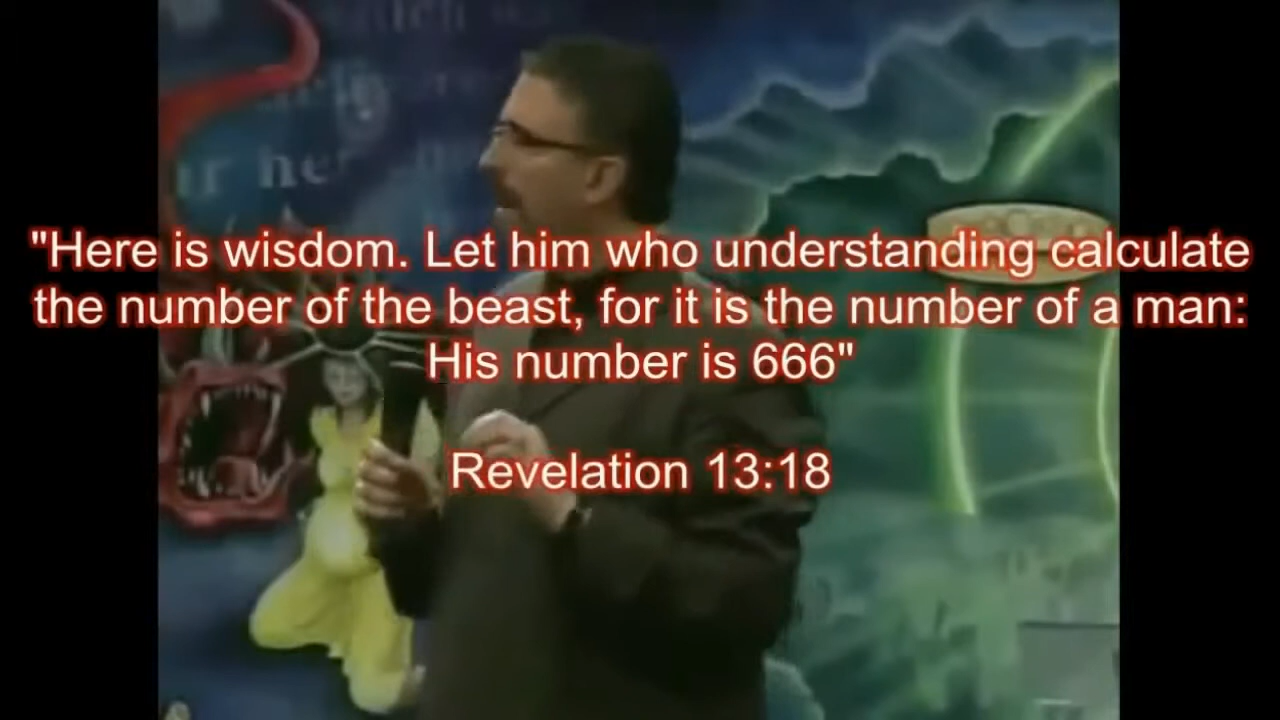 "Here is wisdom. Let him who understanding calculate
the number of the beast, for it is the number of a man:
His number is 666"
Revelation 13:18